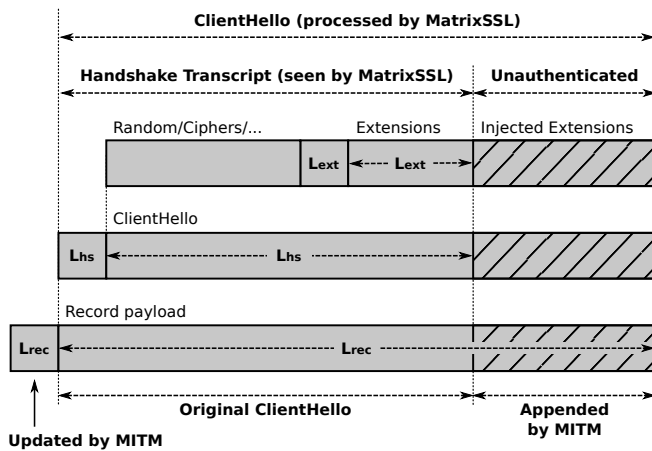 ClientHello (processed by MatrixSSL)
Handshake Transcript (seen by MatrixSSL)
Unauthenticated
Random/Ciphers/...
Extensions
Injected Extensions
Lext
Lext
ClientHello
Lhs
Lhs
Record payload
Lrec
Lrec
Original ClientHello
Appended
by MITM
Updated by MITM